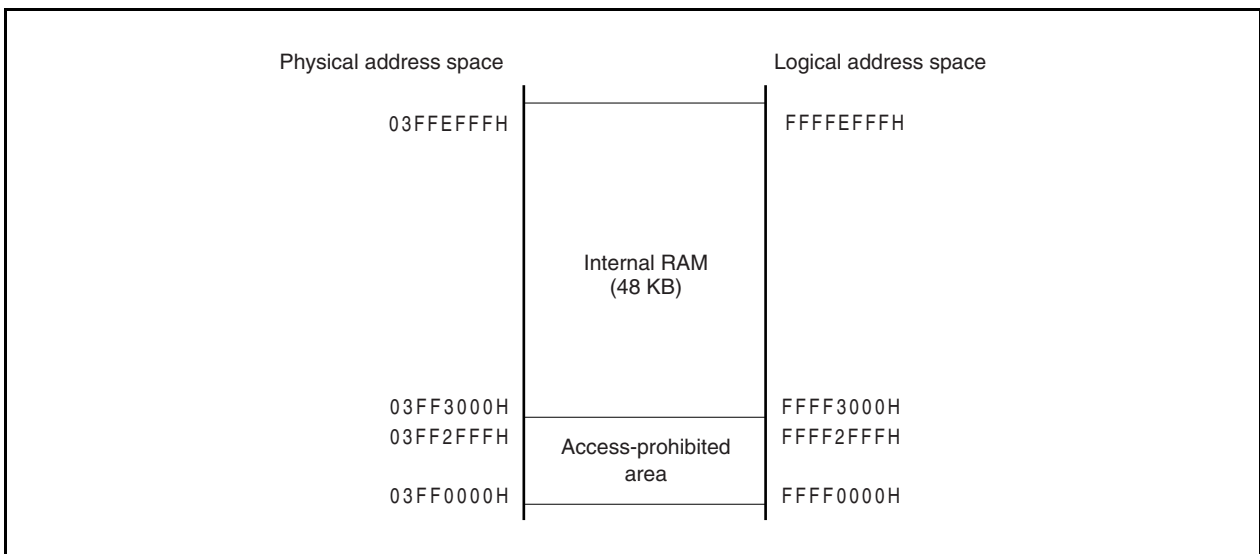 Physical address space Logical address space
03FFEFFFH FFFFEFFFH
Internal RAM
(48 KB)
03FF3000H FFFF3000H
03FF2FFFH FFFF2FFFH
Access-prohibited
area
03FF0000H FFFF0000H